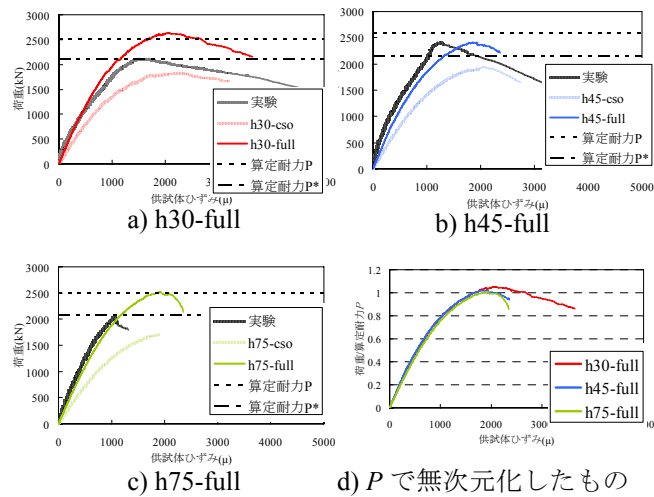 3000
2500
2000
1500
1000
500
0
荷重(kN)
0 1000 2000 3000 4000 5000
供試体ひずみ(μ)
実験
h30-cso
h30-full
算定耐力P
算定耐力P*
a) h30-full
3000
2500
2000
1500
1000
500
0
荷重(kN)
0 1000 2000 3000 4000 5000
供試体ひずみ(μ)
実験
h45-cso
h45-full
算定耐力P
算定耐力P*
b) h45-full
3000
2500
2000
1500
1000
500
0
荷重(kN)
0 1000 2000 3000 4000 5000
供試体ひずみ(μ)
実験
h75-cso
h75-full
算定耐力P
算定耐力P*
c) h75-full
1.2
1
0.8
0.6
0.4
0.2
0
荷重/算定耐力P
0 1000 2000
供試体ひずみ(μ)
h30-full
h45-full
h75-full
d) P で無次元化したもの